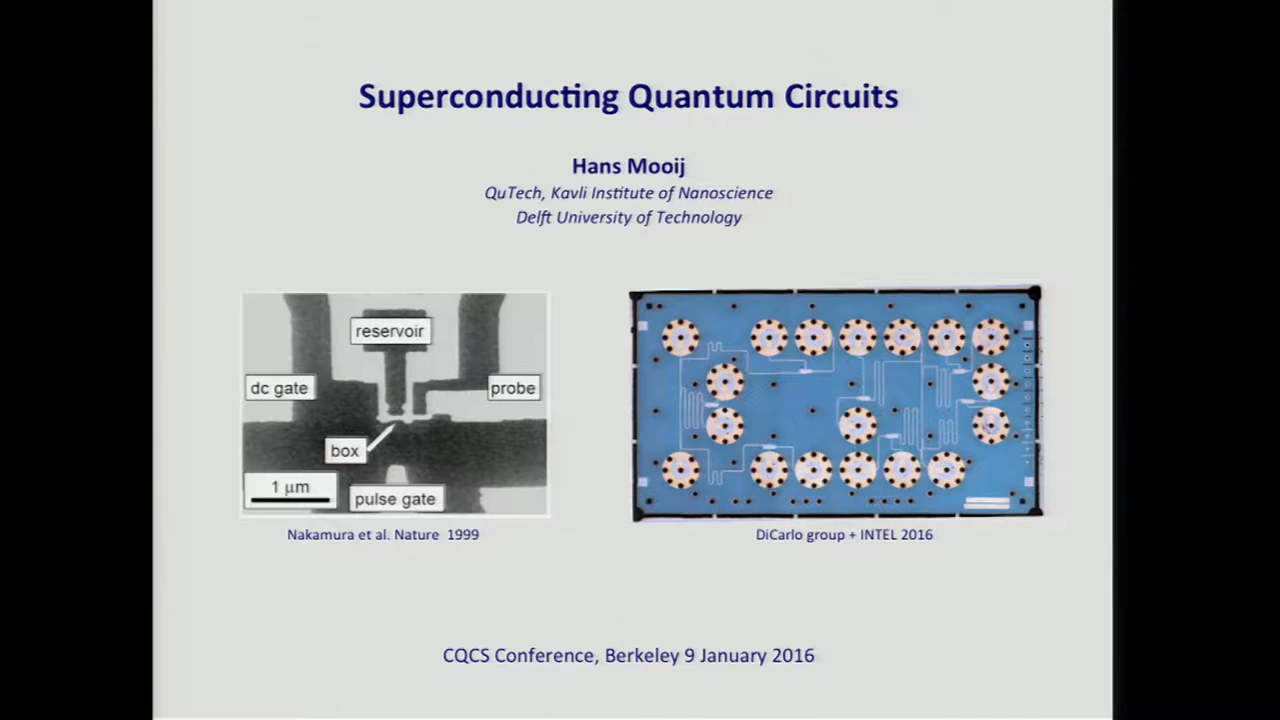 Superconducting Quantum Circuits
Hans Mooij
QuTech, Kavli Institute of Nanoscience
Delft University of Technology
reservoir
dc gate
probe
box
1 μm
pulse gate
Nakamura et al. Nature 1999
DiCarlo group + INTEL 2016
CQCS Conference, Berkeley 9 January 2016